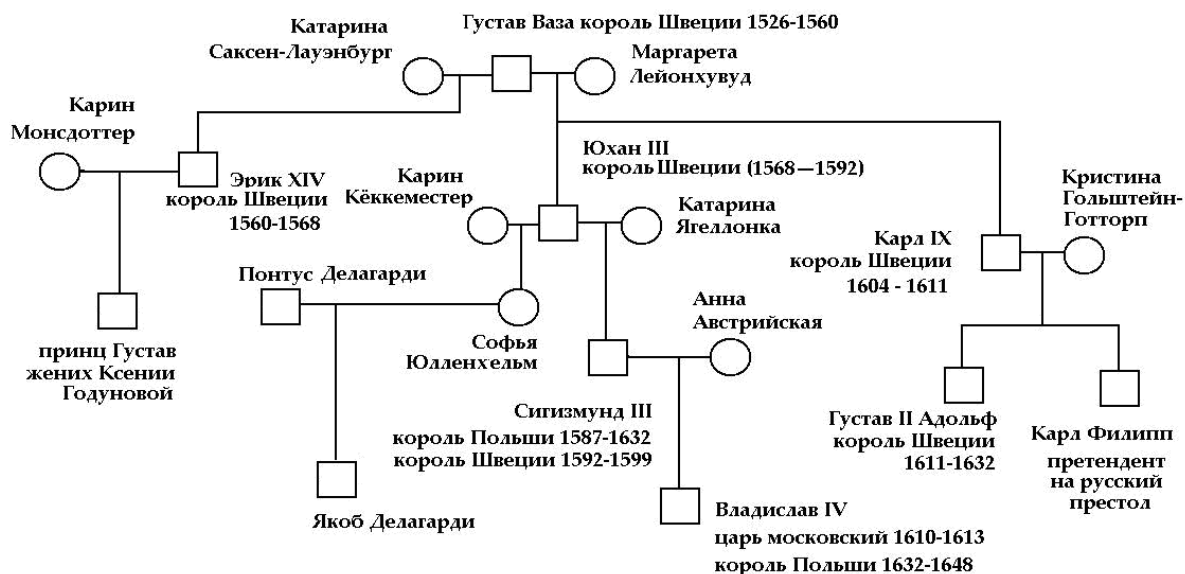 Густав Ваза король Швеции 1526-1560
Катарина
Саксен-Лауэнбург
Маргарета
Лейонхувуд
Карин
Монсдоттер
Эрик XIV
король Швеции
1560-1568
Юхан III
король Швеции (1568—1592)
Карин
Кёккеместер
Катарина
Ягеллонка
Кристина
Гольштейн-
Готторп
Карл IX
король Швеции
1604 - 1611
Понтус Делагарди
Софья
Юлленхельм
Анна
Австрийская
принц Густав
жених Ксении
Годуновой
Сигизмунд III
король Польши 1587-1632
король Швеции 1592-1599
Густав II Адольф
король Швеции
1611-1632
Карл Филипп
претендент
на русский
престол
Якоб Делагарди
Владислав IV
царь московский 1610-1613
король Польши 1632-1648